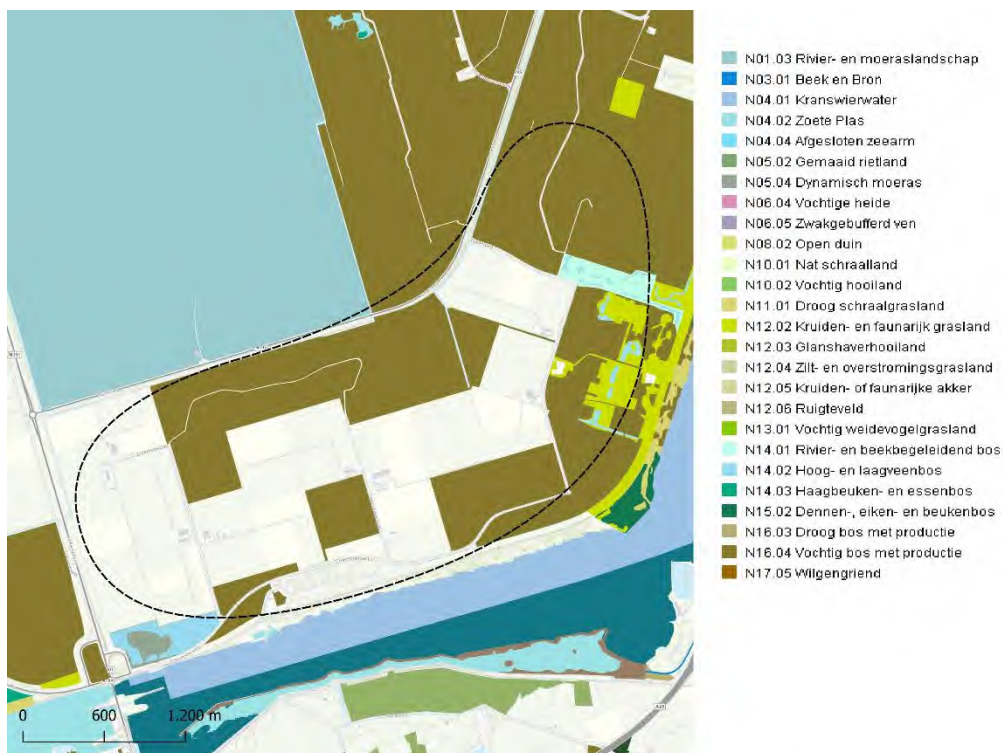 N01.03 Rivier- en moeraslandschap
N03.01 Beek en Bron
N04.01 Kranswierwater
N04.02 Zoete Plas
N04.04 Afgesloten zeearm
N05.02 Gemaaid rietland
N05.04 Dynamisch moeras
N06.04 Vochtige heide
N06.05 Zwakgebufferd ven
N08.02 Open duin
N10.01 Nat schraalland
N10.02 Vochtig hooiland
N11.01 Droog schraalgrasland
N12.02 Kruiden- en faunarijk grasland
N12.03 Glanshaverhooiland
N12.04 Zilt- en overstromingsgrasland
N12.05 Kruiden- of faunarijke akker
N12.06 Ruigteveld
N13.01 Vochtig weidevogelgrasland
N14.01 Rivier- en beekbegeleidend bos
N14.02 Hoog- en laagveenbos
N14.03 Haagbeuken- en essenbos
N15.02 Dennen-, eiken- en beukenbos
N16.03 Droog bos met productie
N16.04 Vochtig bos met productie
N17.05 Wilgengriend
0 600 1.200 m